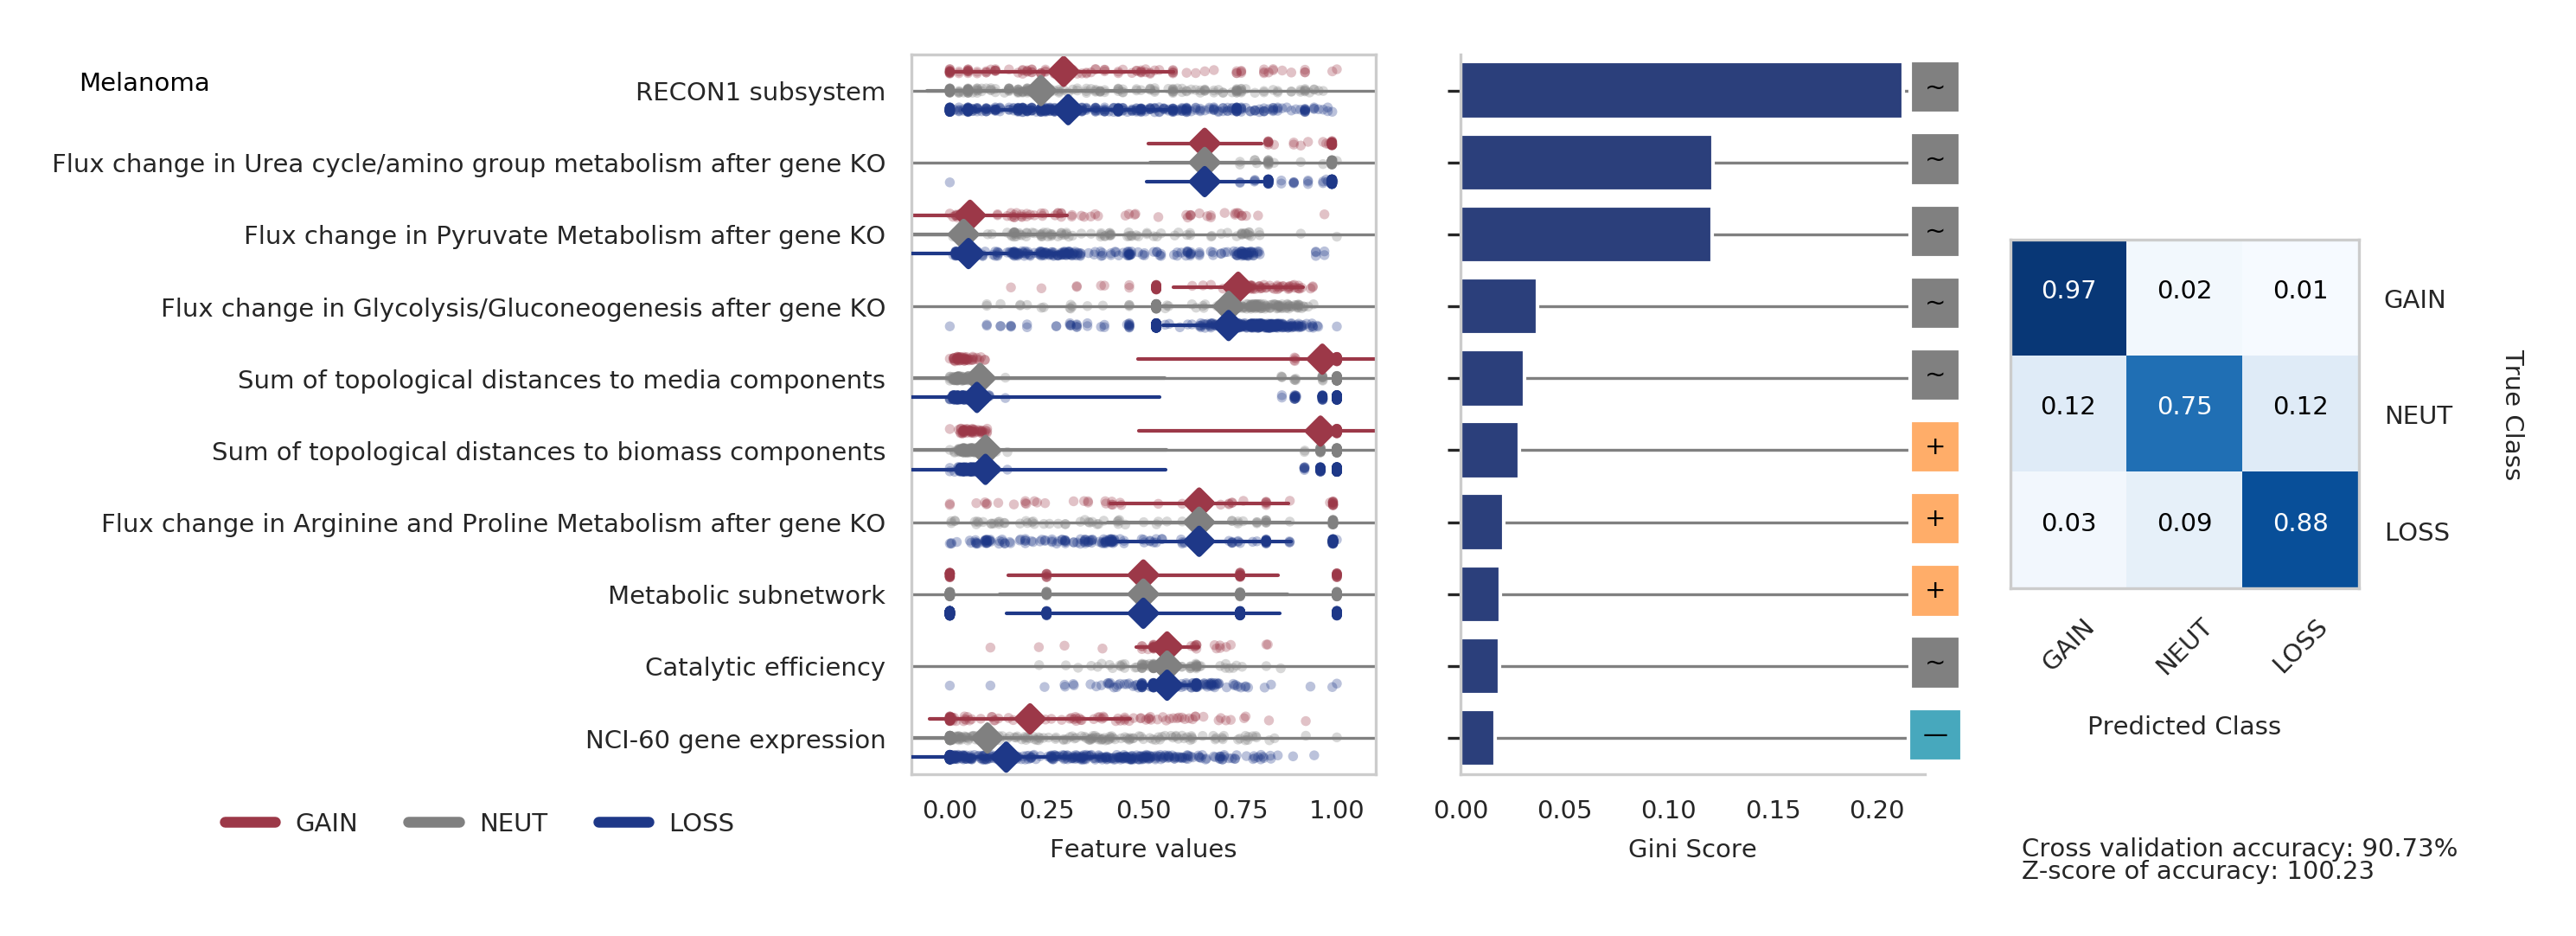 Melanoma
RECON1 subsystem
Flux change in Urea cycle/amino group metabolism after gene KO
Flux change in Pyruvate Metabolism after gene KO
Flux change in Glycolysis/Gluconeogenesis after gene KO
Sum of topological distances to media components
Sum of topological distances to biomass components
Flux change in Arginine and Proline Metabolism after gene KO
Metabolic subnetwork
Catalytic efficiency
NCI-60 gene expression
GAIN NEUT LOSS
0.00 0.25 0.50 0.75 1.00
Feature values
~
~
~
~
~
+
+
+
~
—
0.00 0.05 0.10 0.15 0.20
Gini Score
0.97 0.02 0.01 GAIN
0.12 0.75 0.12 NEUT
0.03 0.09 0.88 LOSS
True Class
GAIN NEUT LOSS
Predicted Class
Cross validation accuracy: 90.73%
Z-score of accuracy: 100.23